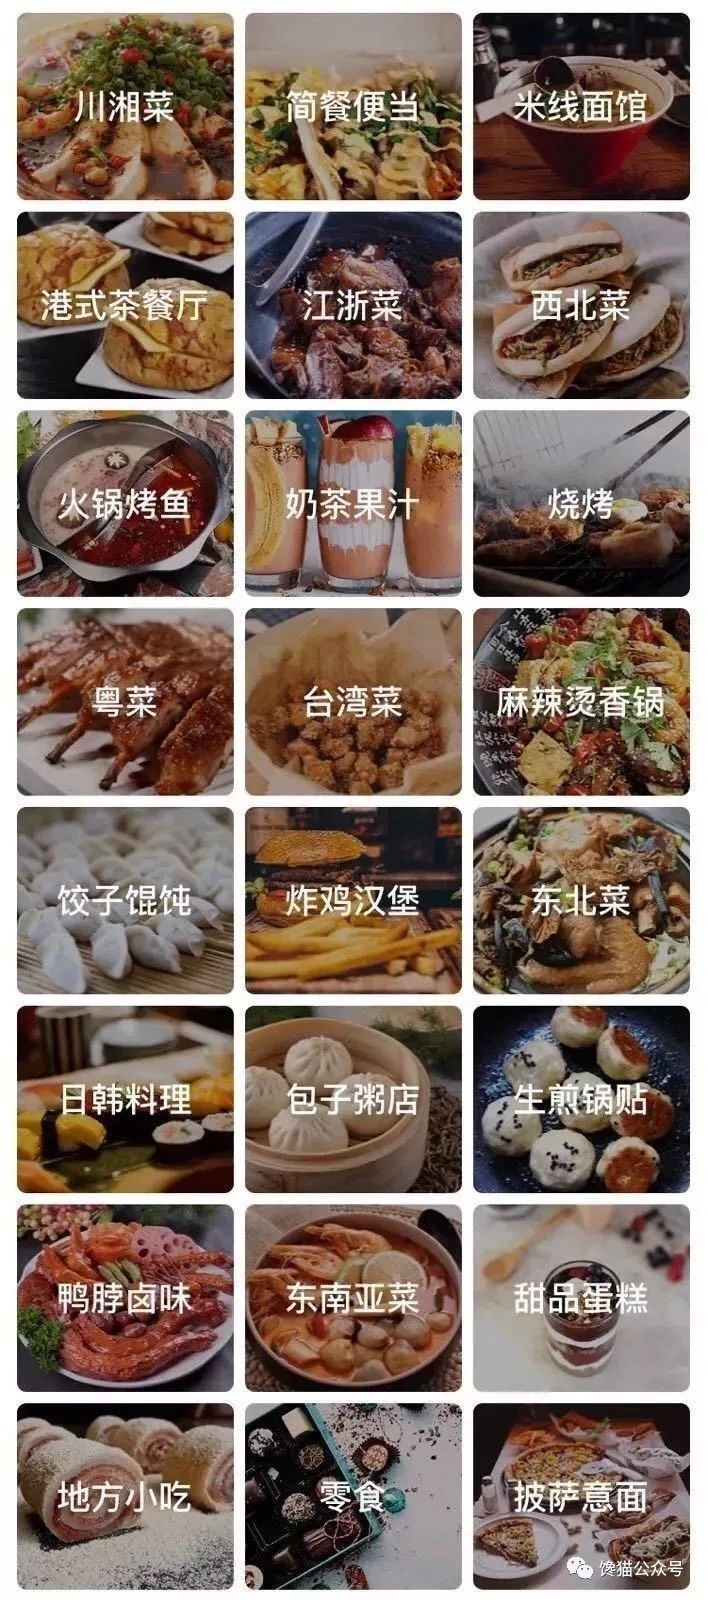 川湘菜
简餐便当
米线面馆
港式茶餐厅
江浙菜
西北菜
火锅烤鱼
奶茶果汁
烧烤
粤菜
台湾菜
麻辣烫香锅
饺子馄饨
炸鸡汉堡
东北菜
日韩料理
包子粥店
生煎锅贴
鸭脖卤味
东南亚菜
甜品蛋糕
地方小吃
零食
披萨意面
馋猫公众号